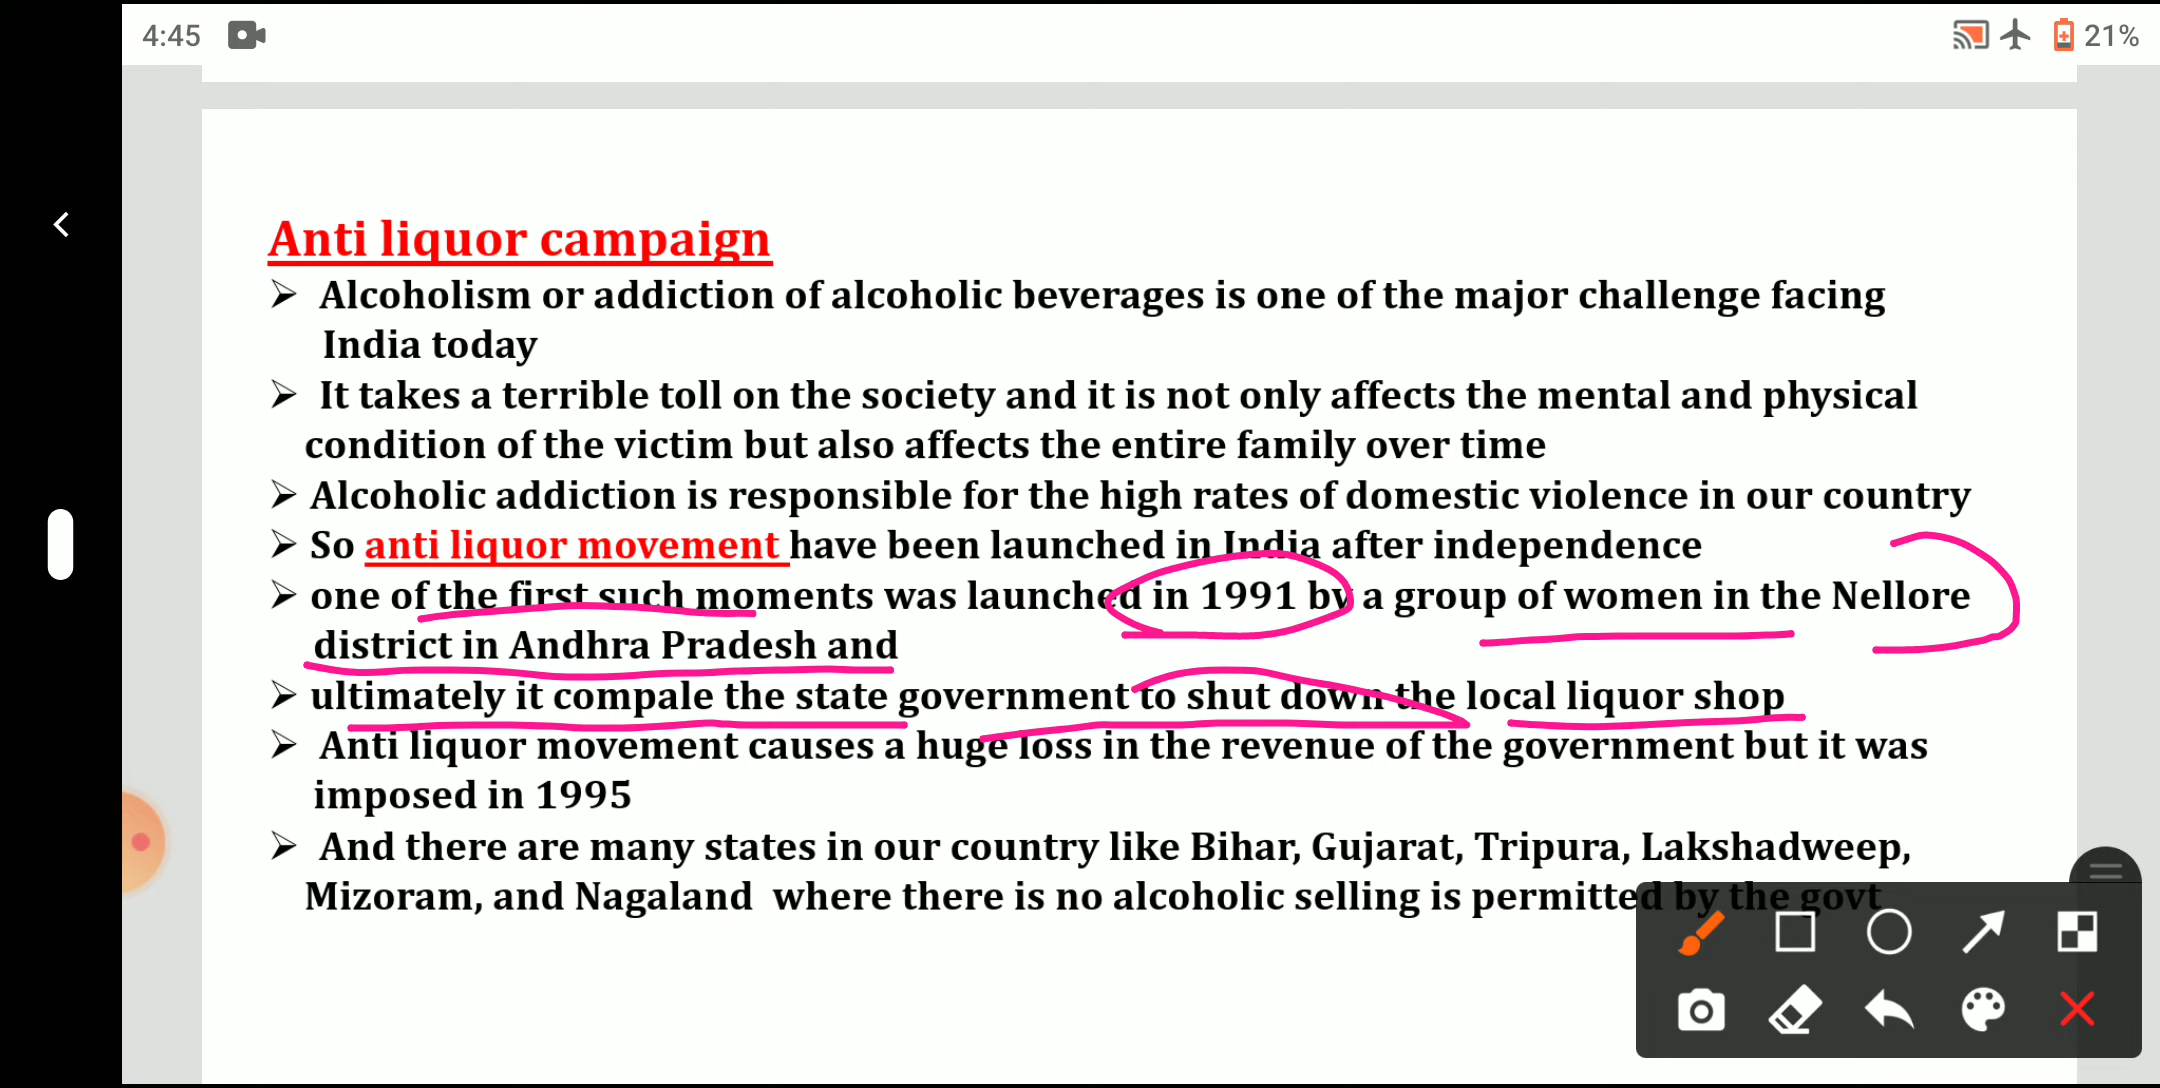 4:45
21%
Anti liquor campaign
➢ Alcoholism or addiction of alcoholic beverages is one of the major challenge facing
India today
➢ It takes a terrible toll on the society and it is not only affects the mental and physical
condition of the victim but also affects the entire family over time
➢ Alcoholic addiction is responsible for the high rates of domestic violence in our country
➢ So anti liquor movement have been launched in India after independence
➢ one of the first such moments was launched in 1991 by a group of women in the Nellore
district in Andhra Pradesh and
➢ ultimately it compale the state government to shut down the local liquor shop
➢ Anti liquor movement causes a huge loss in the revenue of the government but it was
imposed in 1995
➢ And there are many states in our country like Bihar, Gujarat, Tripura, Lakshadweep,
Mizoram, and Nagaland where there is no alcoholic selling is permitted by the govt